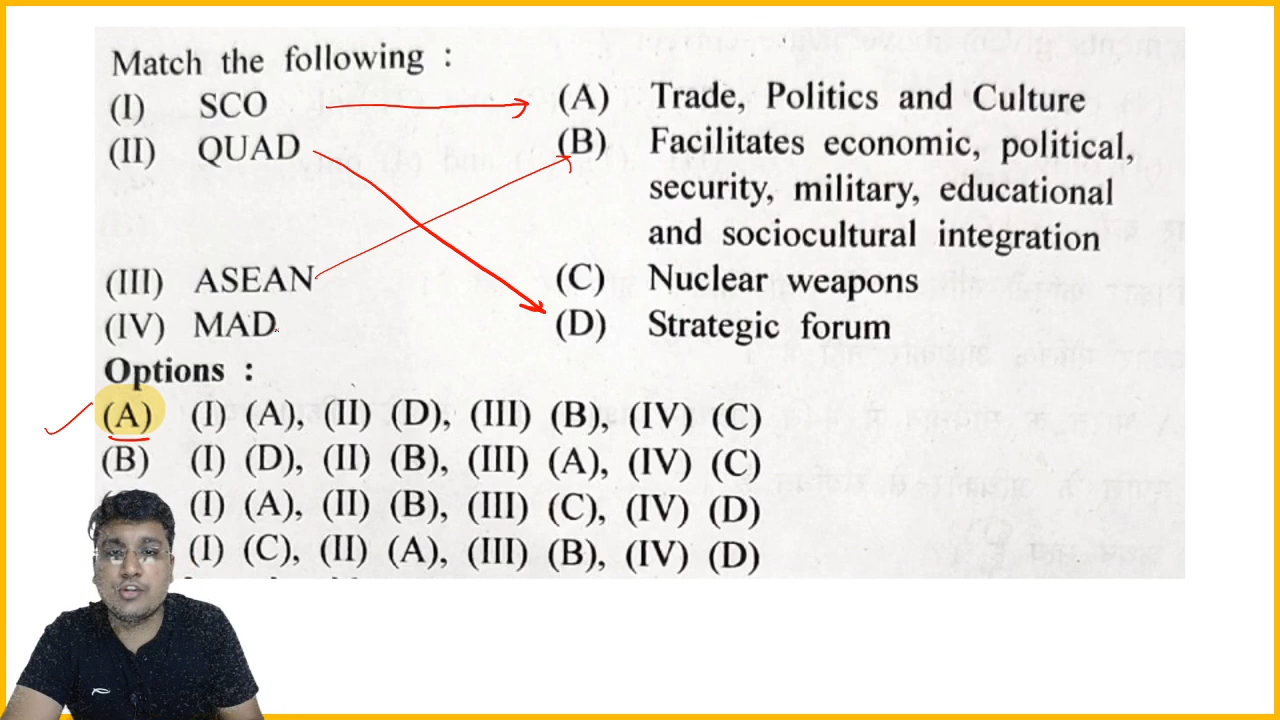 Match the following :
(I) SCO (A) Trade, Politics and Culture
(II) QUAD (B) Facilitates economic, political,
security, military, educational
and sociocultural integration
(III) ASEAN (C) Nuclear weapons
(IV) MAD (D) Strategic forum
Options :
(A) (I) (A), (II) (D), (III) (B), (IV) (C)
(B) (I) (D), (II) (B), (III) (A), (IV) (C)
(I) (A), (II) (B), (III) (C), (IV) (D)
(I) (C), (II) (A), (III) (B), (IV) (D)